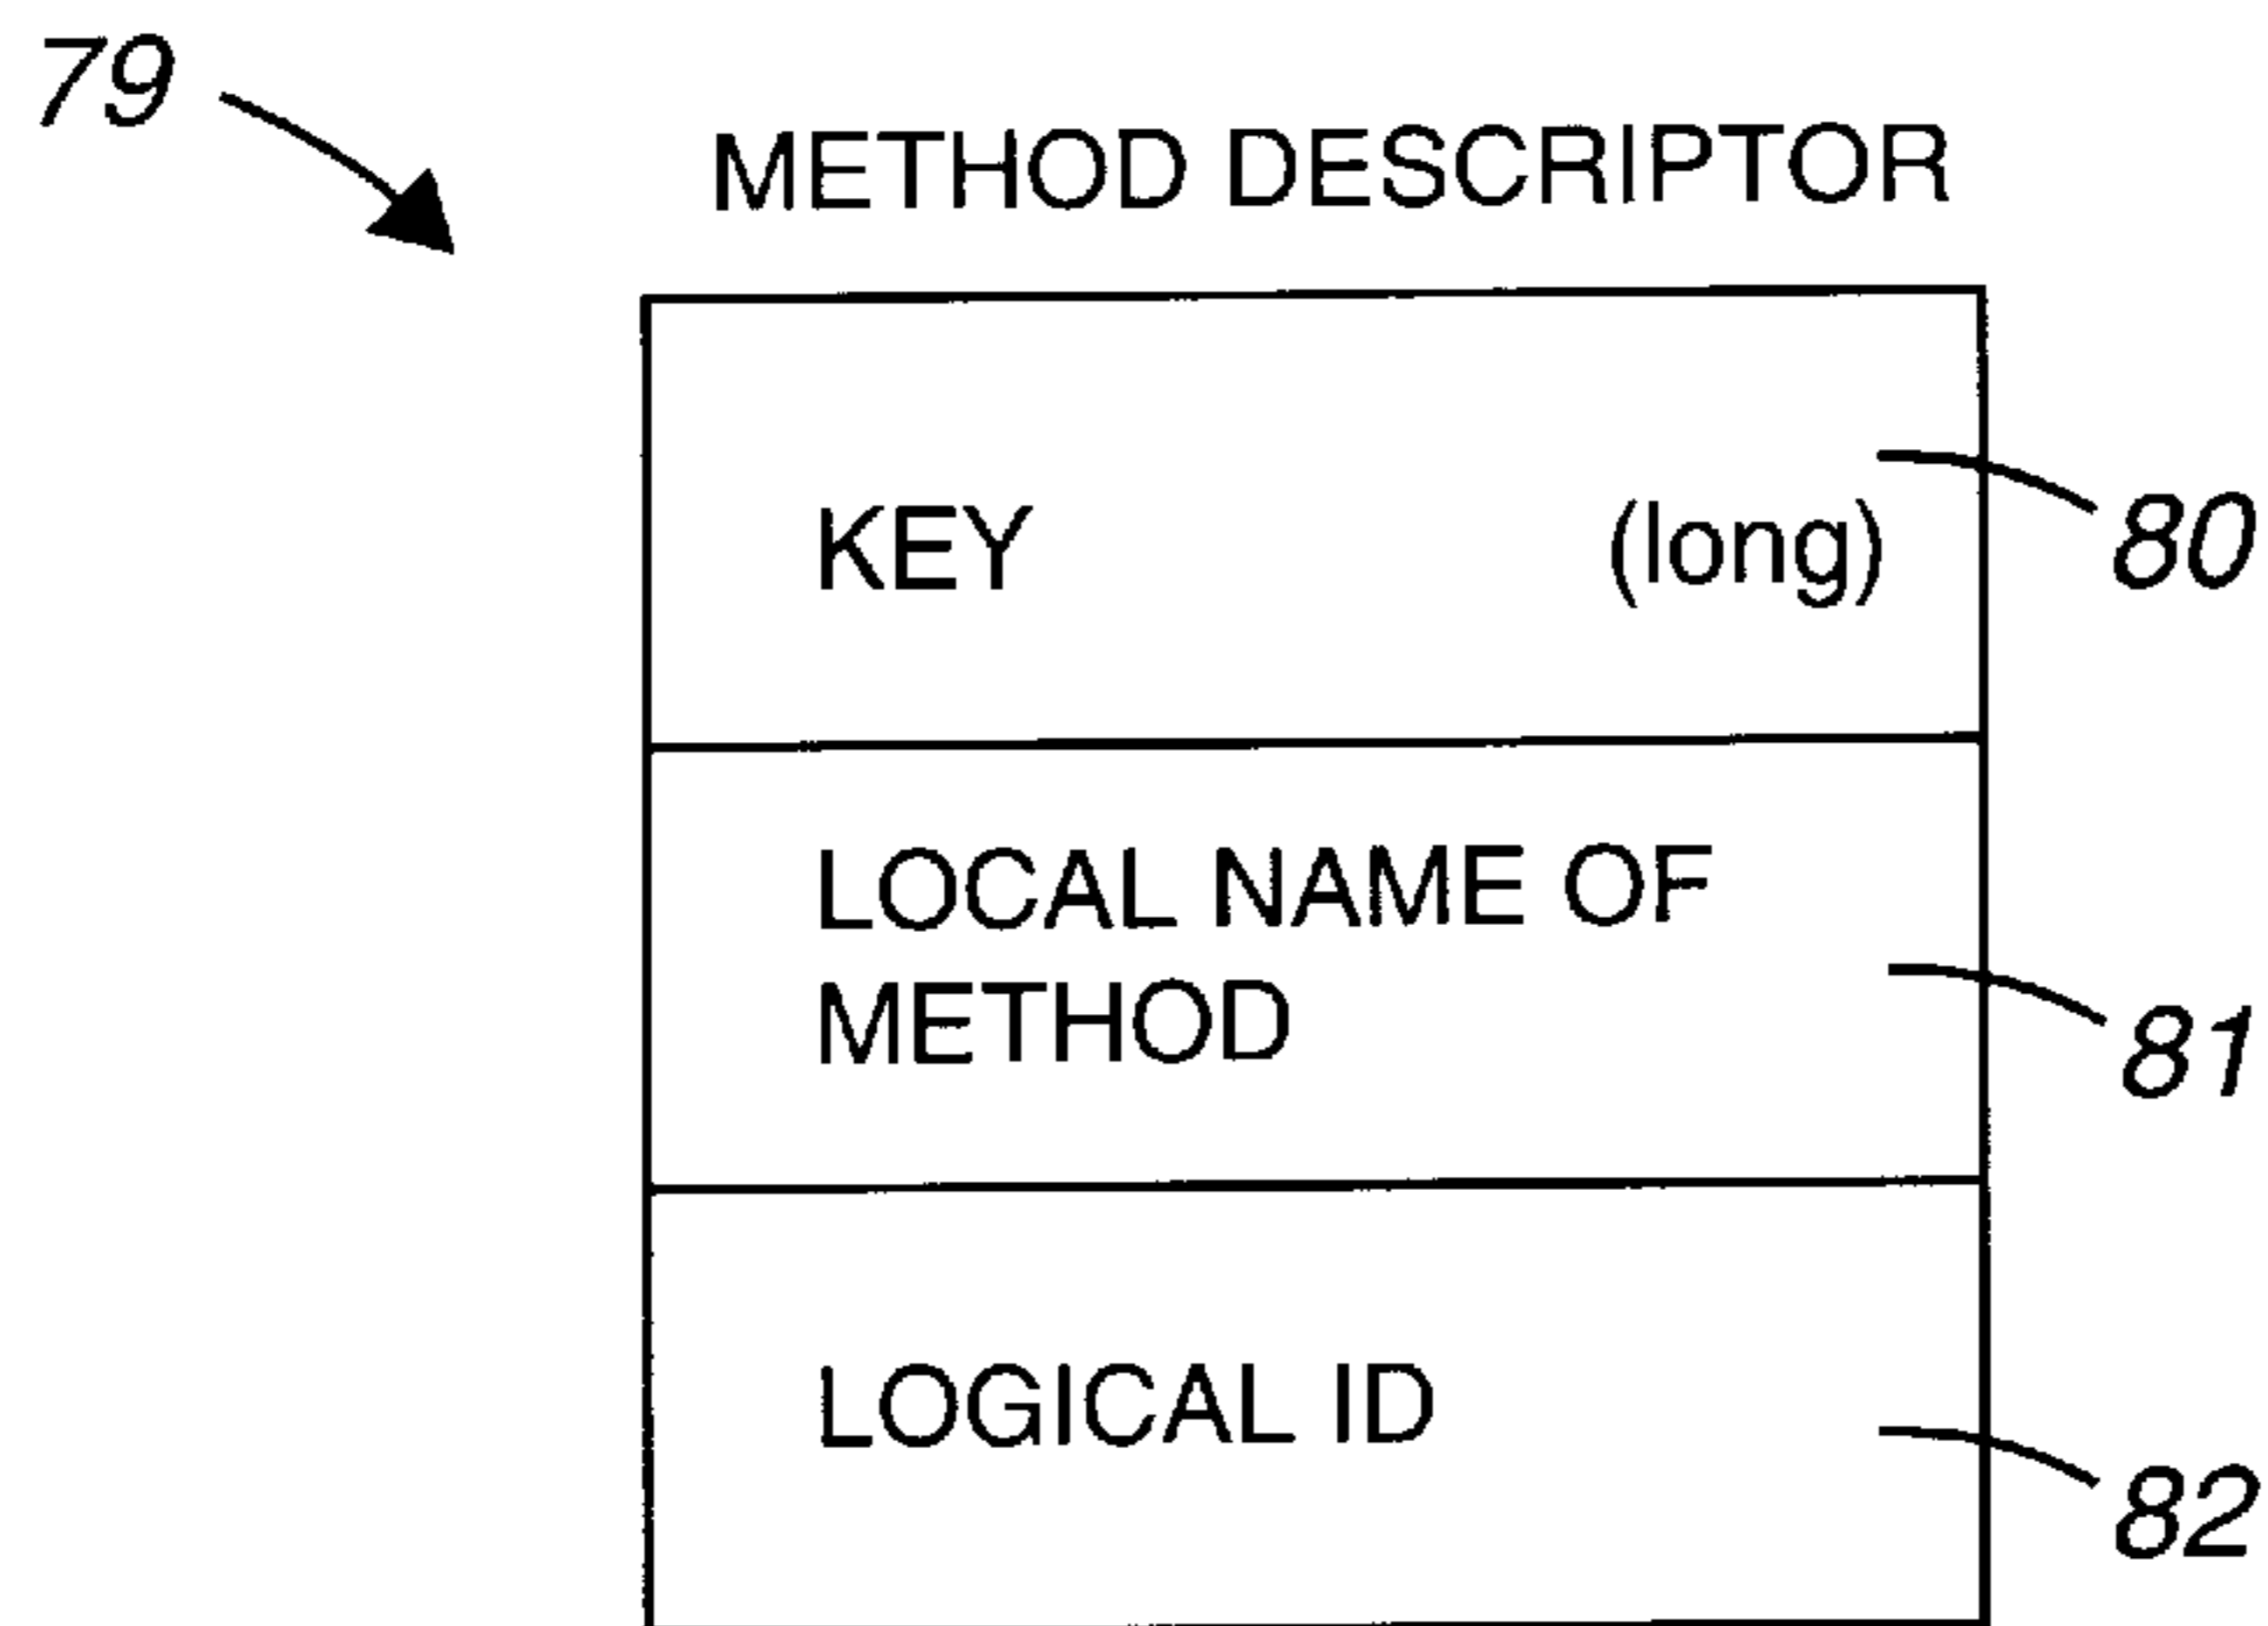 79
METHOD DESCRIPTOR
KEY (long)
80
LOCAL NAME OF
METHOD
81
LOGICAL ID
82